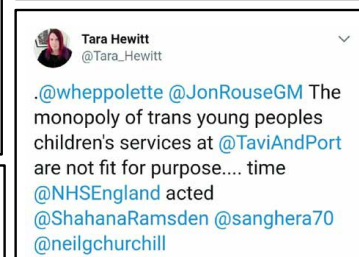 Tara Hewitt
@Tara_Hewitt
.@wheppolette @JonRouseGM The
monopoly of trans young peoples
children's services at @TaviAndPort
are not fit for purpose.... time
@NHSEngland acted
@ShahanaRamsden @sanghera70
@neilgchurchill